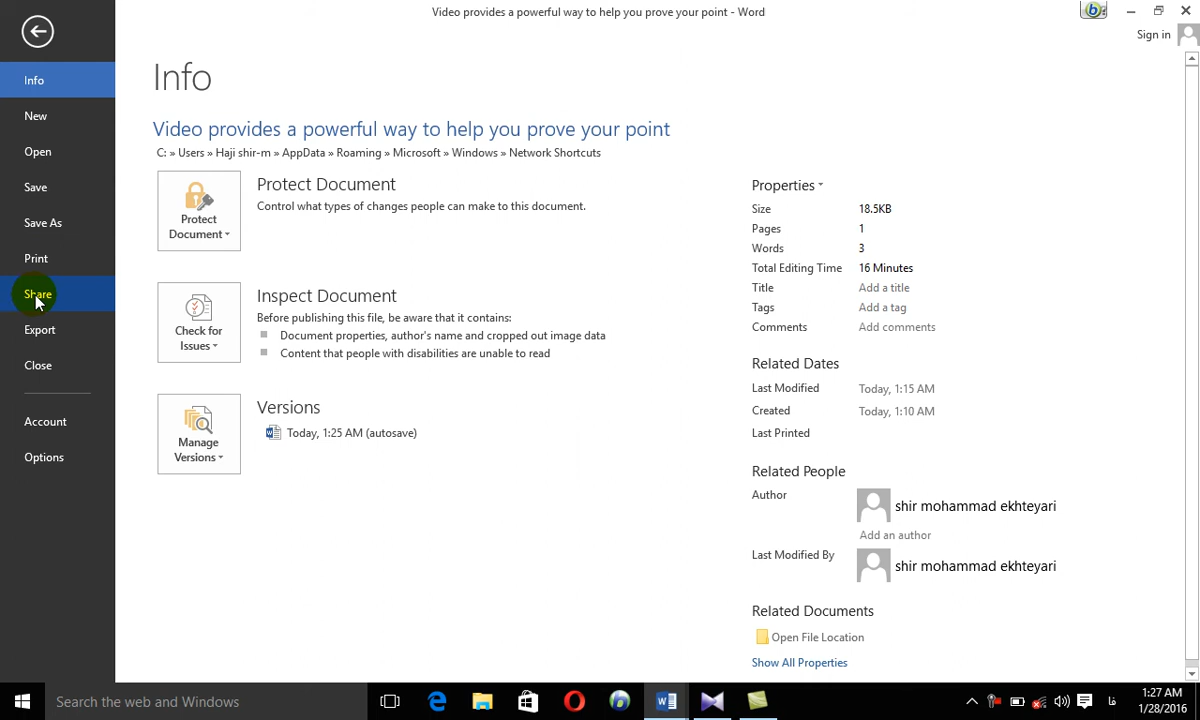 Video provides a powerful way to help you prove your point - Word
Sign in
Info
New
Open
Save
Save As
Print
Share
Export
Close
Account
Options
Info
Video provides a powerful way to help you prove your point
C: » Users » Haji shir-m » AppData » Roaming » Microsoft » Windows » Network Shortcuts
Protect Document
Protect Document
Control what types of changes people can make to this document.
Check for Issues
Inspect Document
Before publishing this file, be aware that it contains:
Document properties, author's name and cropped out image data
Content that people with disabilities are unable to read
Manage Versions
Versions
Today, 1:25 AM (autosave)
Properties
Size 18.5KB
Pages 1
Words 3
Total Editing Time 16 Minutes
Title Add a title
Tags Add a tag
Comments Add comments
Related Dates
Last Modified Today, 1:15 AM
Created Today, 1:10 AM
Last Printed
Related People
Author shir mohammad ekhteyari
Add an author
Last Modified By shir mohammad ekhteyari
Related Documents
Open File Location
Show All Properties
Search the web and Windows
فا
1:27 AM
1/28/2016